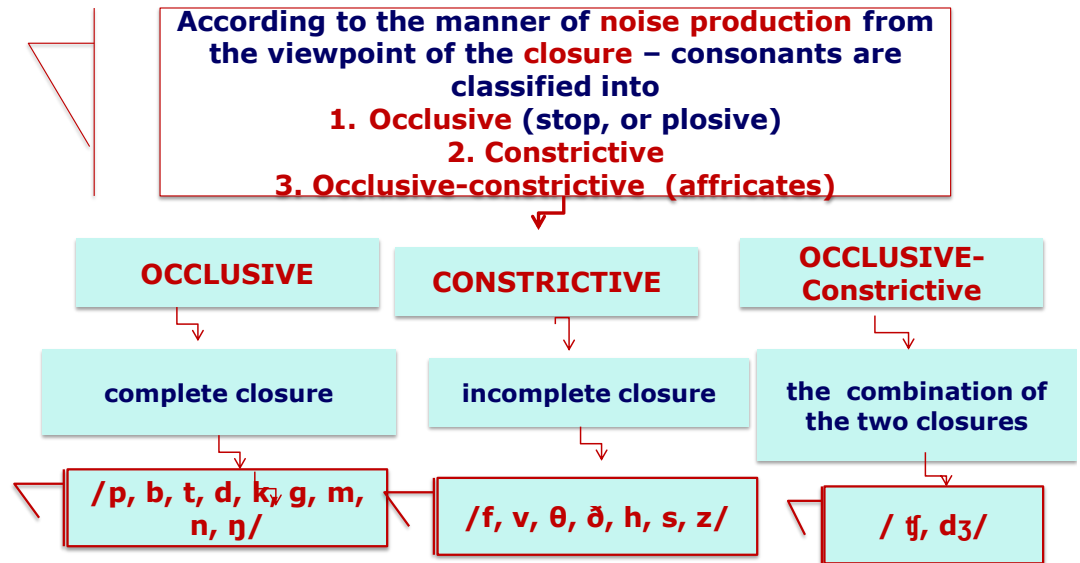 According to the manner of noise production from
the viewpoint of the closure – consonants are
classified into
1. Occlusive (stop, or plosive)
2. Constrictive
3. Occlusive-constrictive (affricates)
OCCLUSIVE
CONSTRICTIVE
OCCLUSIVE-
Constrictive
complete closure
incomplete closure
the combination of
the two closures
/p, b, t, d, k, g, m,
n, ŋ/
/f, v, θ, ð, h, s, z/
/ ʧ, dʒ/